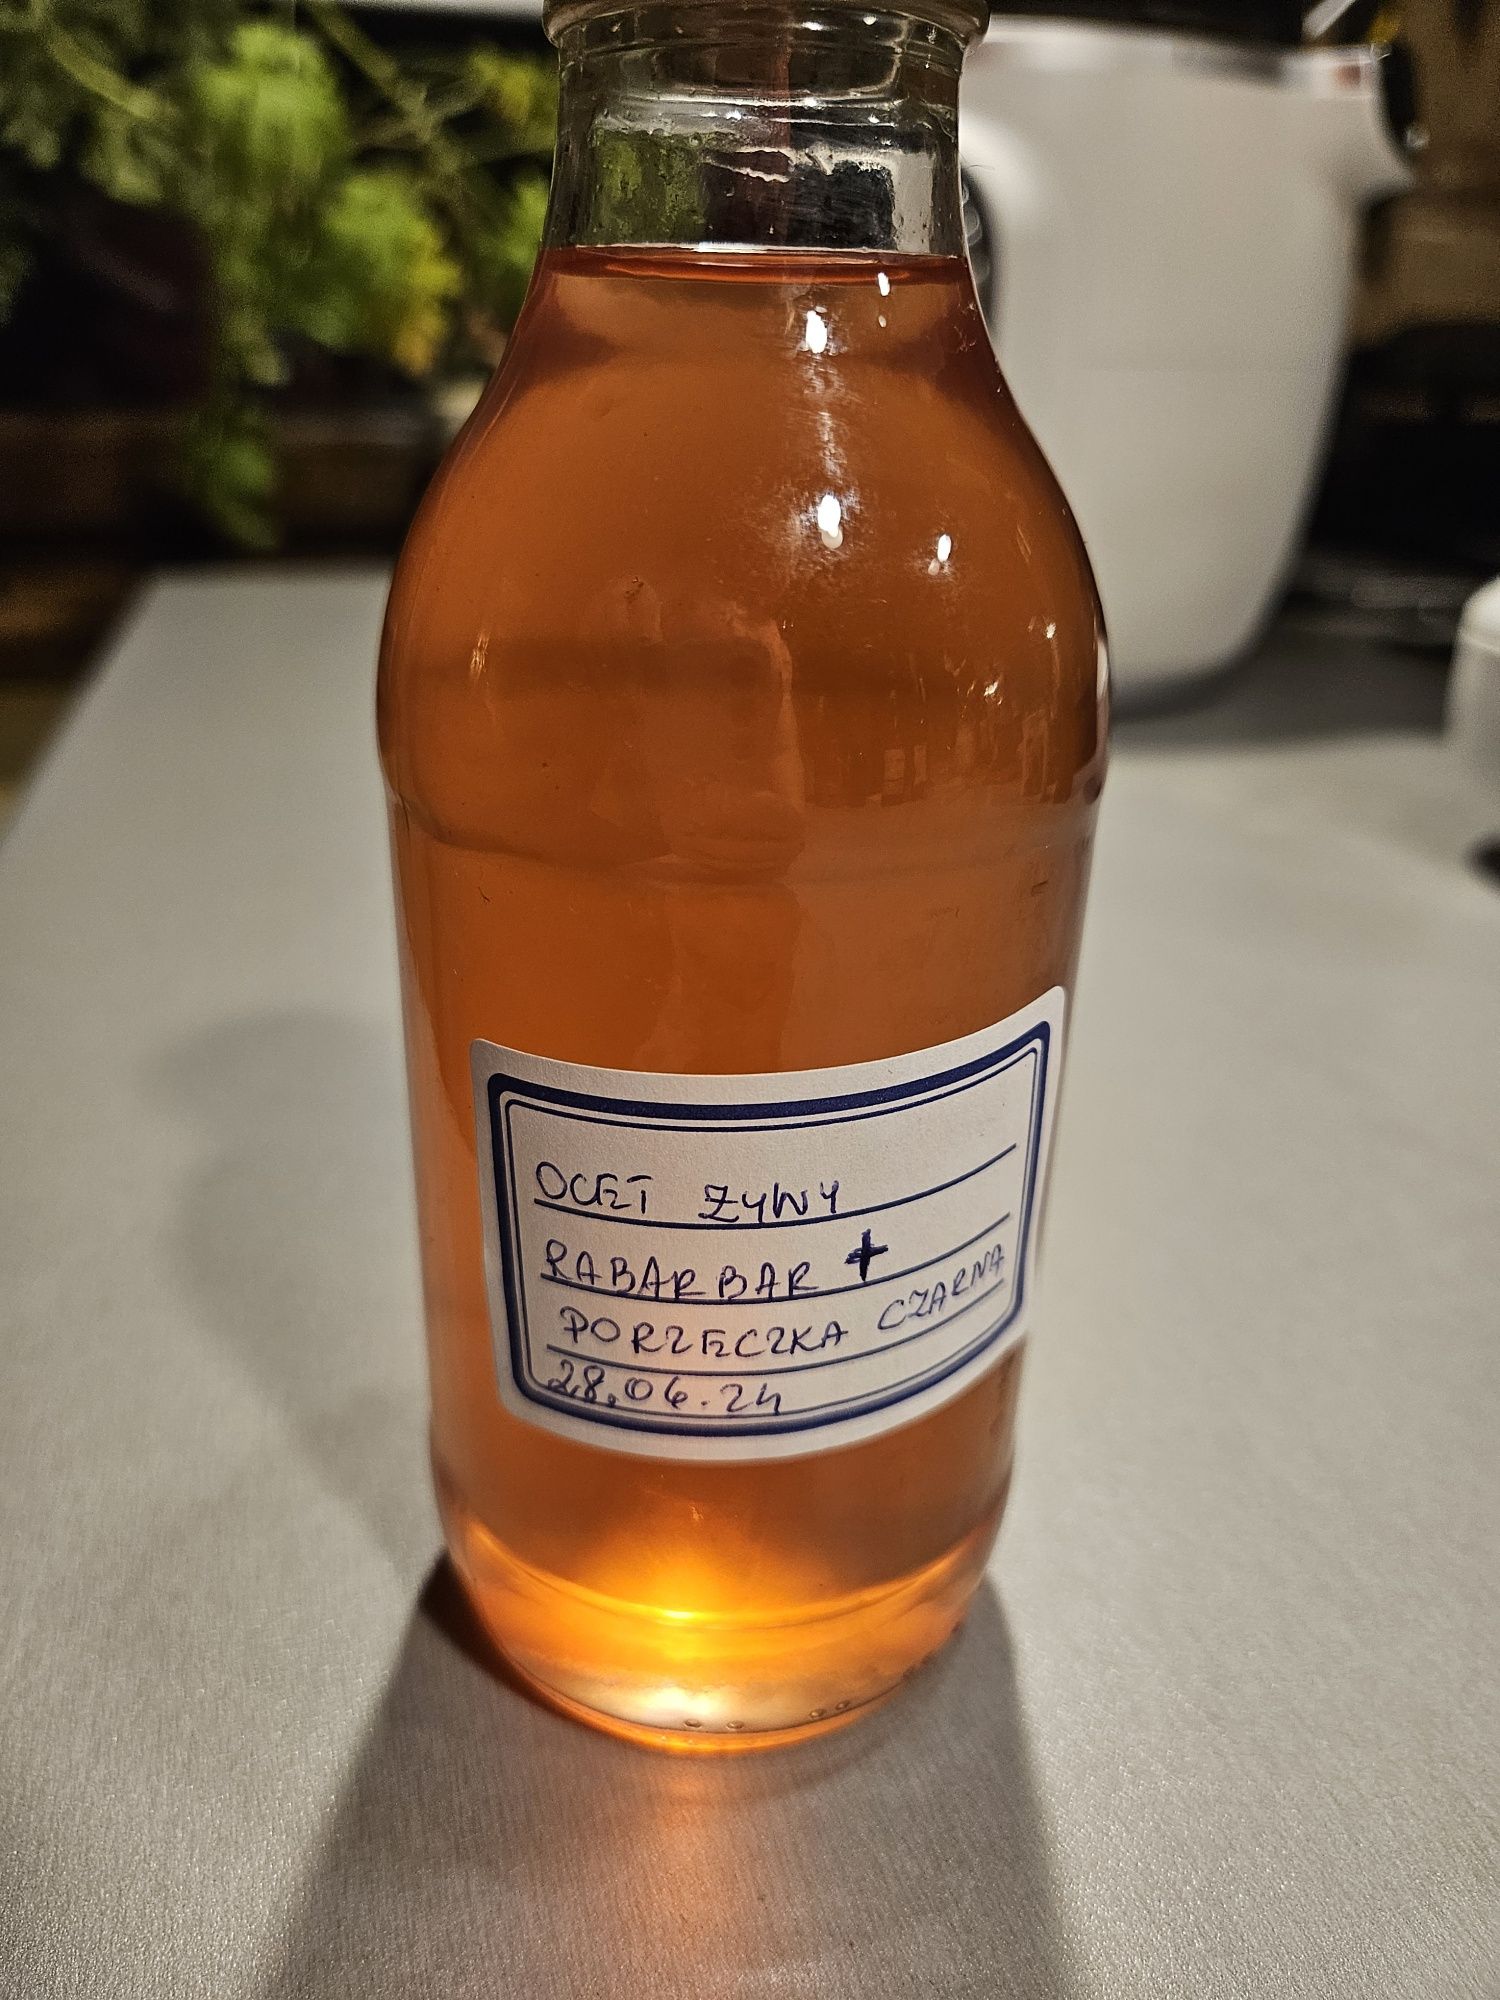 OCET ŻYWY
RABARBAR +
PORZECZKA CZARNA
28.06.24